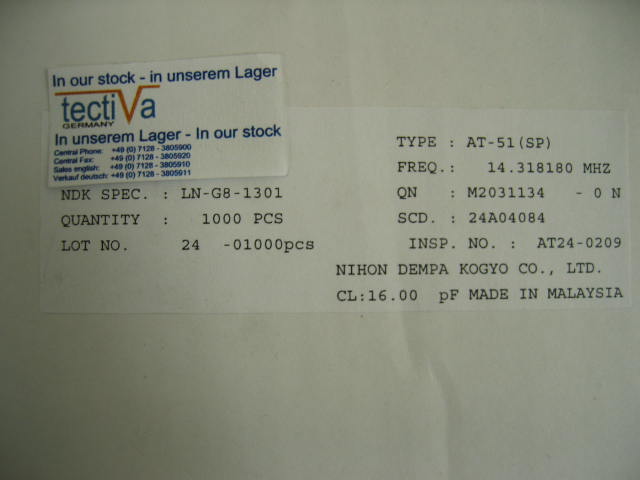 In our stock - in unserem Lager
tectiVa
GERMANY
In unserem Lager - In our stock
Central Phone: +49 (0) 7128 - 3805900
Central Fax: +49 (0) 7128 - 3805920
Sales english: +49 (0) 7128 - 3805910
Verkauf deutsch: +49 (0) 7128 - 3805911
TYPE : AT-51(SP)
FREQ.: 14.318180 MHZ
NDK SPEC. : LN-G8-1301 QN : M2031134 - 0 N
QUANTITY : 1000 PCS SCD. : 24A04084
LOT NO. 24 -01000pcs INSP. NO. : AT24-0209
NIHON DEMPA KOGYO CO., LTD.
CL:16.00 pF MADE IN MALAYSIA